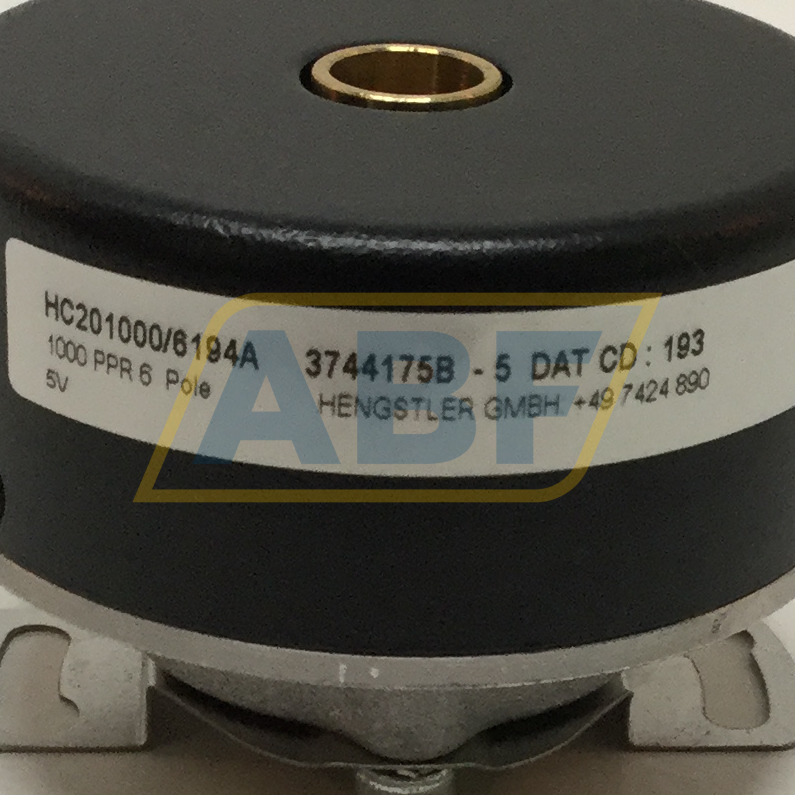 HC201000/6194A 3744175B - 5 DAT CD : 193
1000 PPR 6 Pole HENGSTLER GMBH +49 7424 890
5V
ABF